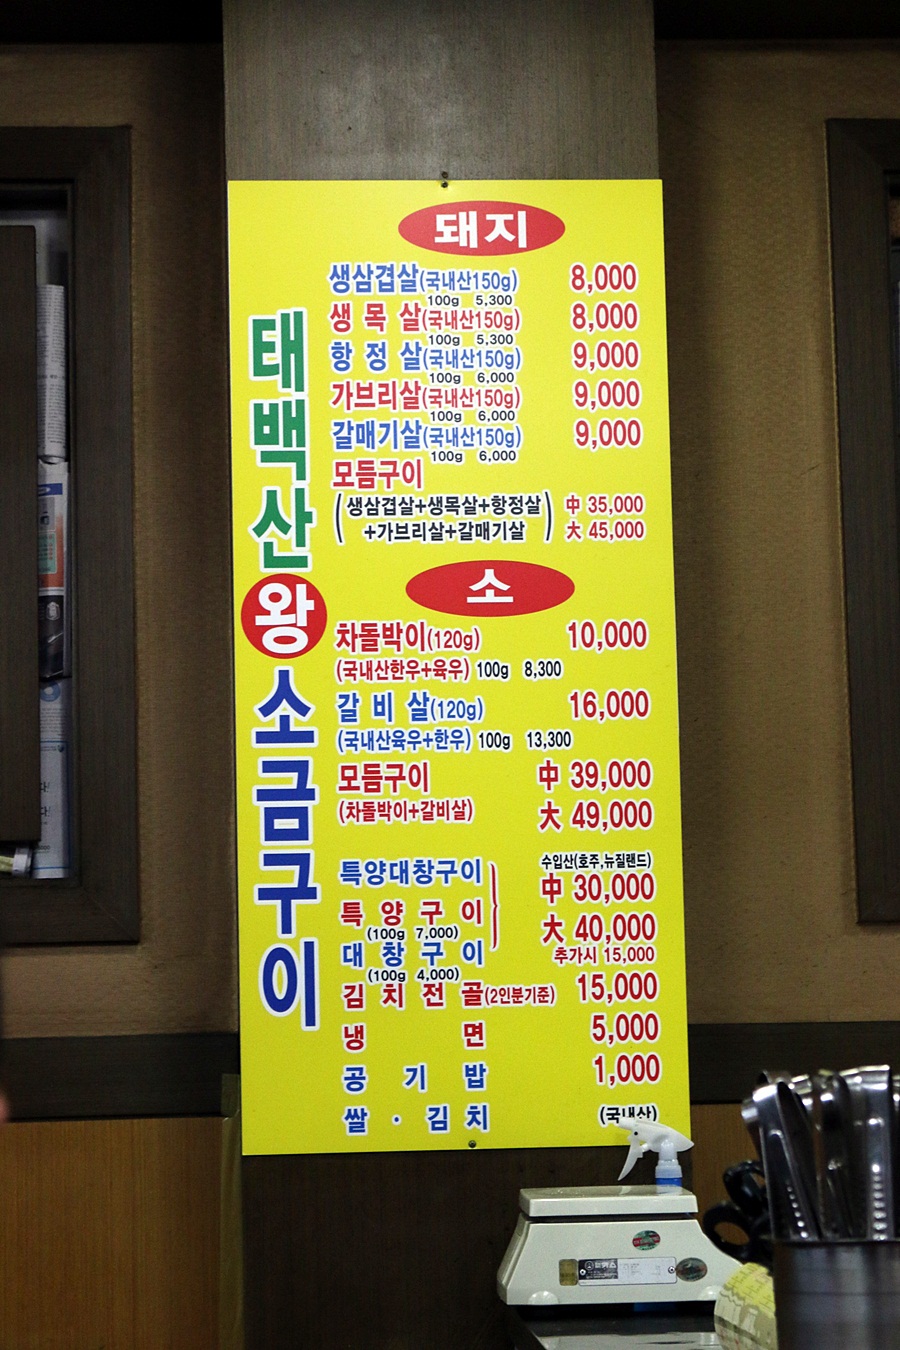 태백산왕소금구이
돼지
생삼겹살(국내산150g) 8,000
100g 5,300
생 목 살(국내산150g) 8,000
100g 5,300
항 정 살(국내산150g) 9,000
100g 6,000
가브리살(국내산150g) 9,000
100g 6,000
갈매기살(국내산150g) 9,000
100g 6,000
모듬구이
(생삼겹살+생목살+항정살 中 35,000
+가브리살+갈매기살) 大 45,000
소
차돌박이(120g) 10,000
(국내산한우+육우) 100g 8,300
갈 비 살(120g) 16,000
(국내산육우+한우) 100g 13,300
모듬구이 中 39,000
(차돌박이+갈비살) 大 49,000
수입산(호주,뉴질랜드)
특양대창구이 中 30,000
특 양 구 이 大 40,000
(100g 7,000)
대 창 구 이 추가시 15,000
(100g 4,000)
김 치 전 골(2인분기준) 15,000
냉 면 5,000
공 기 밥 1,000
쌀 · 김 치 (국내산)